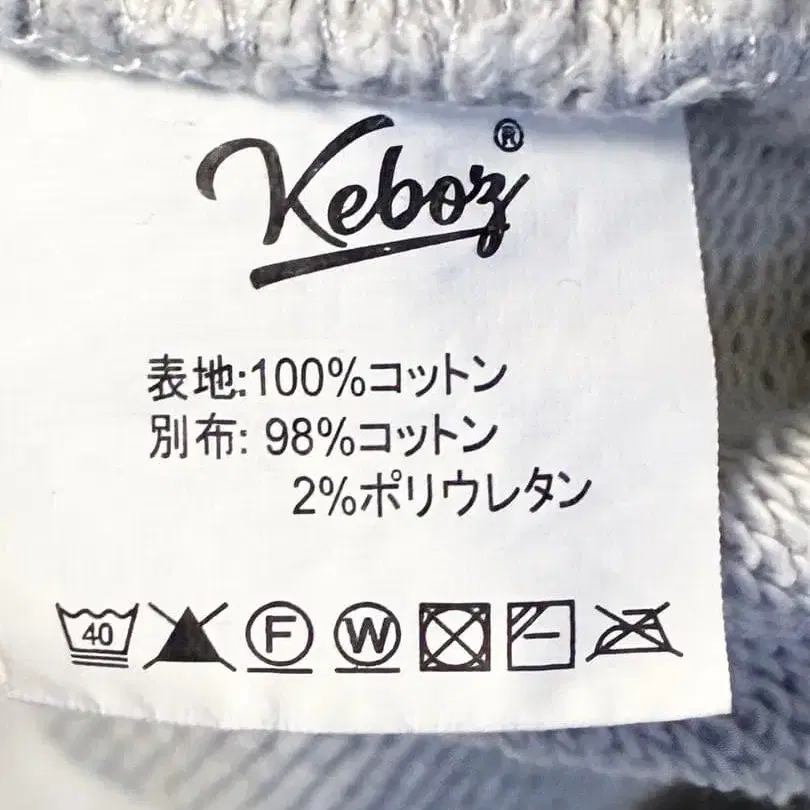 Keboz®
表地:100%コットン
別布: 98%コットン
2%ポリウレタン
40 F W